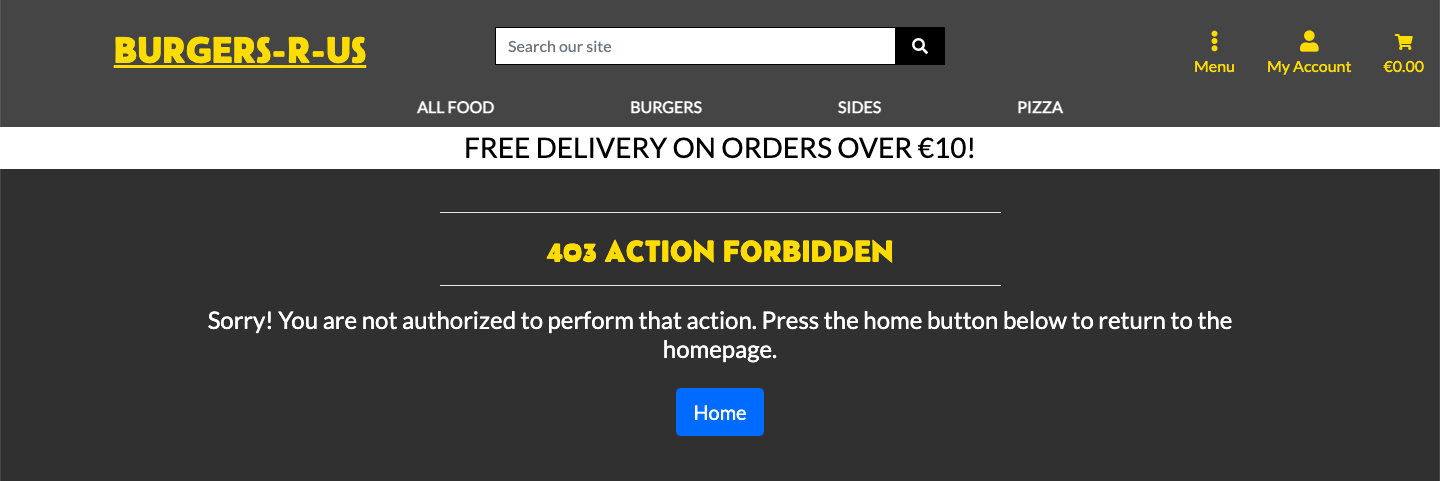 BURGERS-R-US
Search our site
Menu
My Account
€0.00
ALL FOOD
BURGERS
SIDES
PIZZA
FREE DELIVERY ON ORDERS OVER €10!
403 ACTION FORBIDDEN
Sorry! You are not authorized to perform that action. Press the home button below to return to the
homepage.
Home